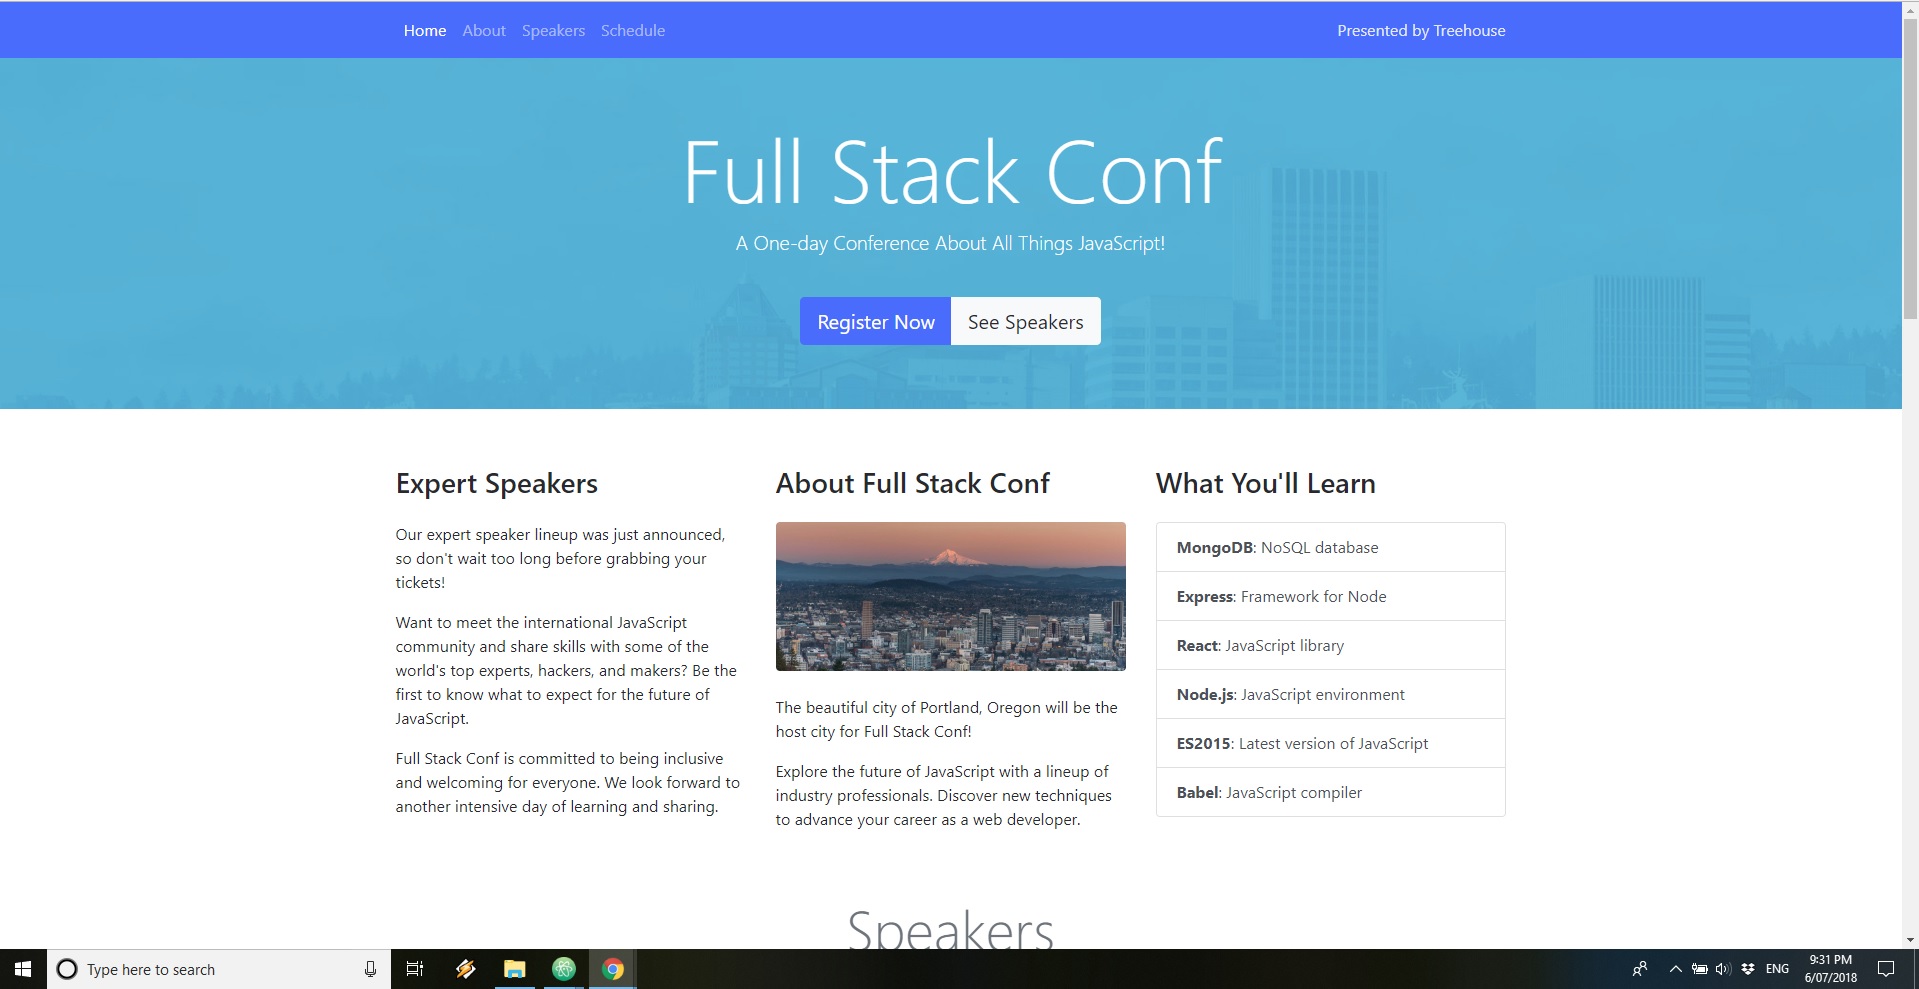 Home About Speakers Schedule Presented by Treehouse
Full Stack Conf
A One-day Conference About All Things JavaScript!
Register Now See Speakers
Expert Speakers
Our expert speaker lineup was just announced,
so don't wait too long before grabbing your
tickets!
Want to meet the international JavaScript
community and share skills with some of the
world's top experts, hackers, and makers? Be the
first to know what to expect for the future of
JavaScript.
Full Stack Conf is committed to being inclusive
and welcoming for everyone. We look forward to
another intensive day of learning and sharing.
About Full Stack Conf
The beautiful city of Portland, Oregon will be the
host city for Full Stack Conf!
Explore the future of JavaScript with a lineup of
industry professionals. Discover new techniques
to advance your career as a web developer.
What You'll Learn
MongoDB: NoSQL database
Express: Framework for Node
React: JavaScript library
Node.js: JavaScript environment
ES2015: Latest version of JavaScript
Babel: JavaScript compiler
Speakers
Type here to search
ENG
9:31 PM
6/07/2018